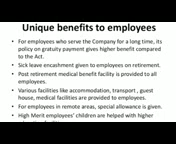 Unique benefits to employees
• For employees who serve the Company for a long time, its
policy on gratuity payment gives higher benefit compared
to the Act.
• Sick leave encashment given to employees on retirement.
• Post retirement medical benefit facility is provided to all
employees.
• Various facilities like accommodation, transport , guest
house, medical facilities are provided to employees.
• For employees in remote areas, special allowance is given.
• High Merit employees' children are helped with higher